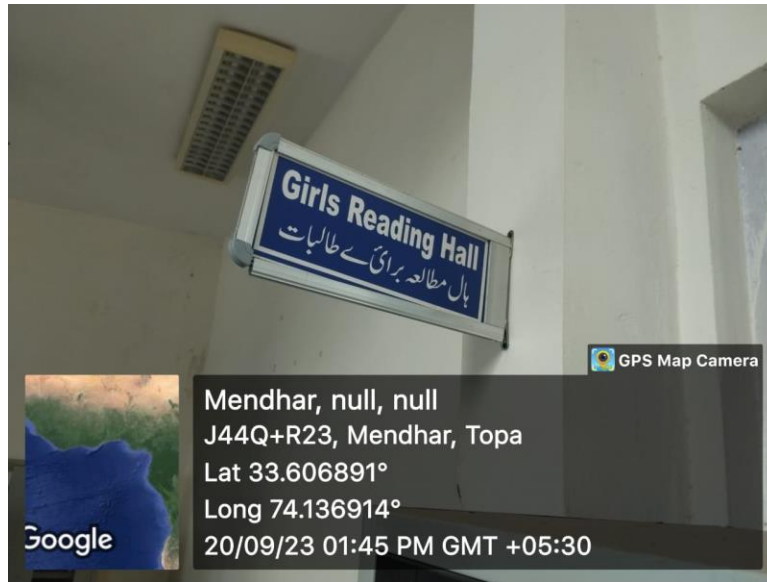 Girls Reading Hall
ہال مطالعہ برائ ے طالبات
GPS Map Camera
Mendhar, null, null
J44Q+R23, Mendhar, Topa
Lat 33.606891°
Long 74.136914°
20/09/23 01:45 PM GMT +05:30
Google